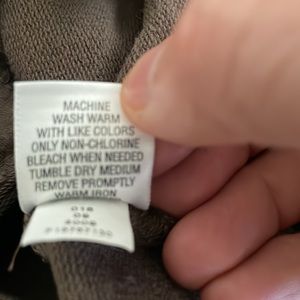 MACHINE
WASH WARM
WITH LIKE COLORS
ONLY NON-CHLORINE
BLEACH WHEN NEEDED
TUMBLE DRY MEDIUM
REMOVE PROMPTLY
WARM IRON